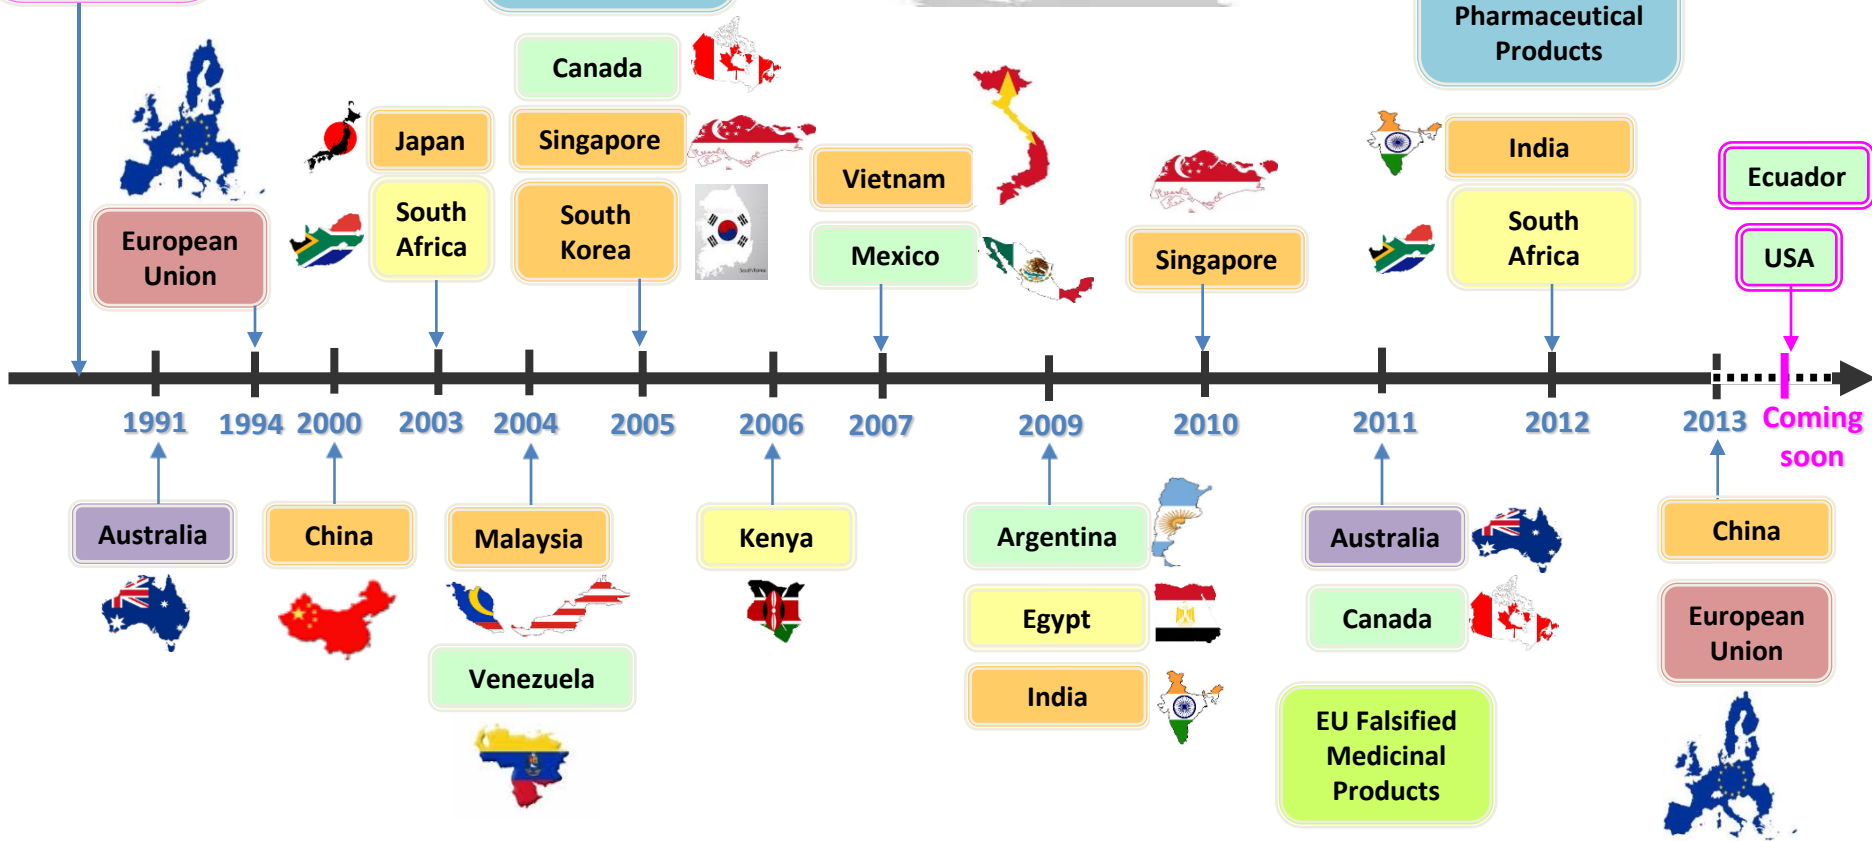 Pharmaceutical
Products
Canada
Japan
Singapore
India
Vietnam
Ecuador
South
Africa
South
Korea
South
Africa
European
Union
Mexico
Singapore
USA
1991
1994
2000
2003
2004
2005
2006
2007
2009
2010
2011
2012
2013
Coming
soon
Australia
China
Malaysia
Kenya
Argentina
Australia
China
Egypt
Canada
European
Union
Venezuela
India
EU Falsified
Medicinal
Products